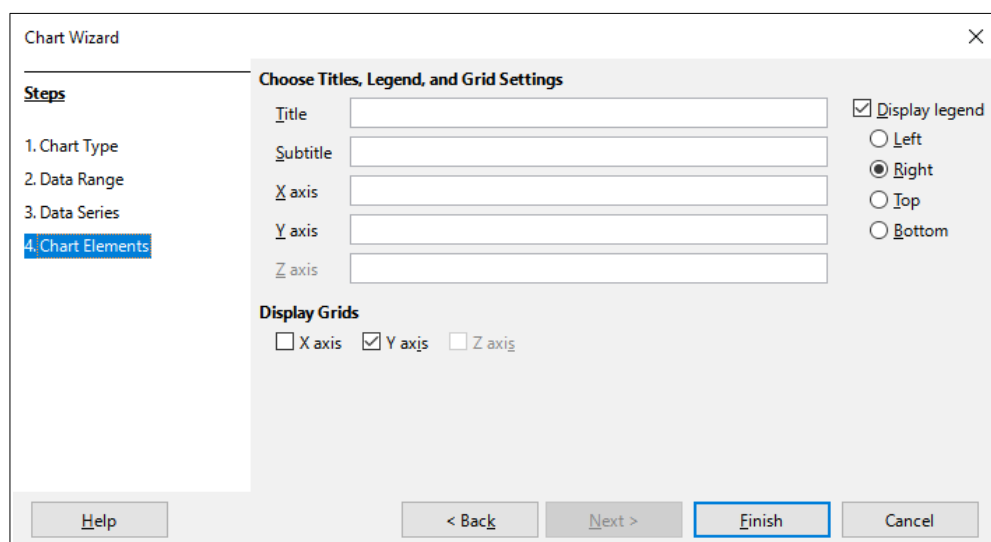 Chart Wizard
Steps
1. Chart Type
2. Data Range
3. Data Series
4. Chart Elements
Choose Titles, Legend, and Grid Settings
Title
Subtitle
X axis
Y axis
Z axis
Display legend
Left
Right
Top
Bottom
Display Grids
X axis Y axis Z axis
Help < Back Next > Finish Cancel